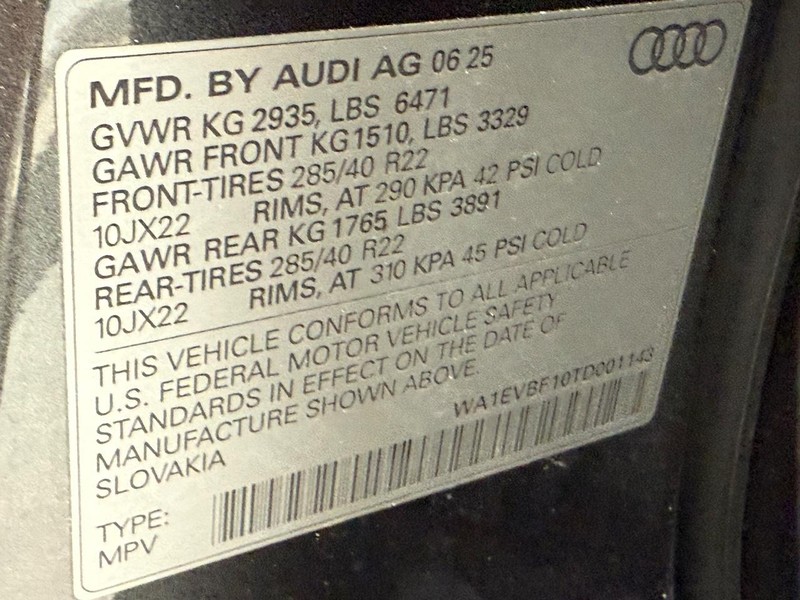 MFD. BY AUDI AG 06 25
GVWR KG 2935, LBS 6471
GAWR FRONT KG1510, LBS 3329
FRONT-TIRES 285/40 R22
10JX22 RIMS, AT 290 KPA 42 PSI COLD
GAWR REAR KG1765 LBS 3891
REAR-TIRES 285/40 R22
10JX22 RIMS, AT 310 KPA 45 PSI COLD
THIS VEHICLE CONFORMS TO ALL APPLICABLE
U.S. FEDERAL MOTOR VEHICLE SAFETY
STANDARDS IN EFFECT ON THE DATE OF
MANUFACTURE SHOWN ABOVE.
SLOVAKIA
WA1EVBF10TD001143
TYPE:
MPV